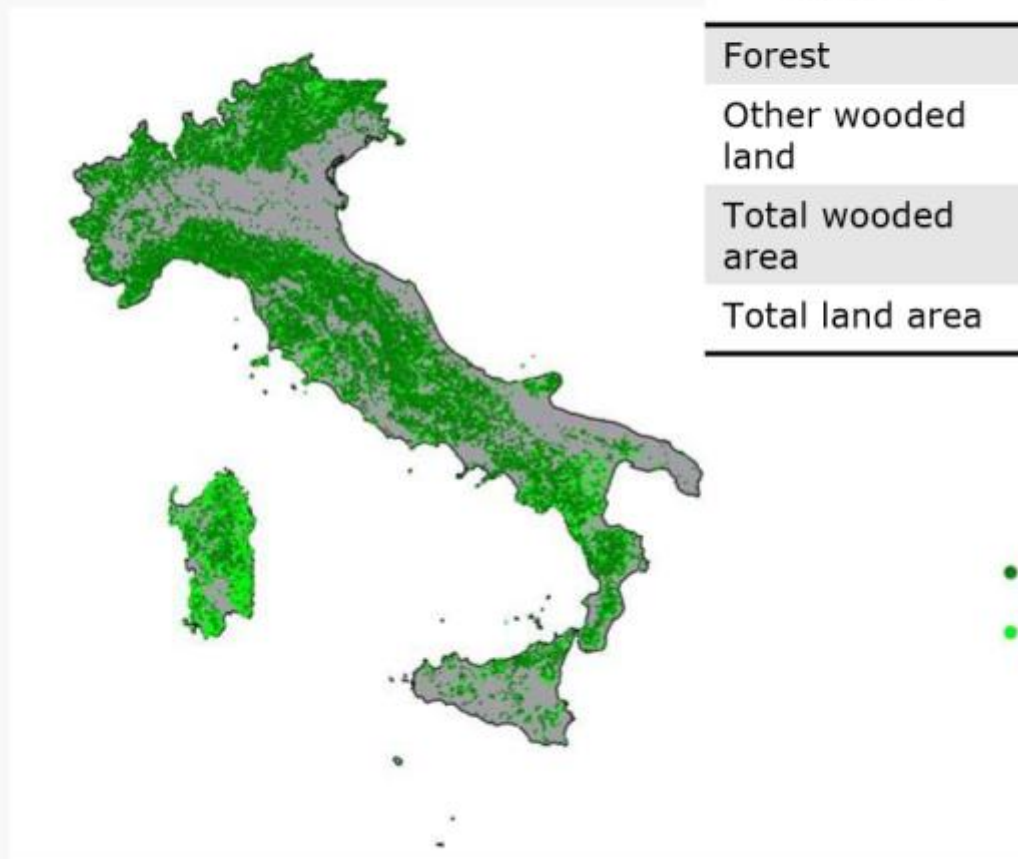 Forest
Other wooded
land
Total wooded
area
Total land area